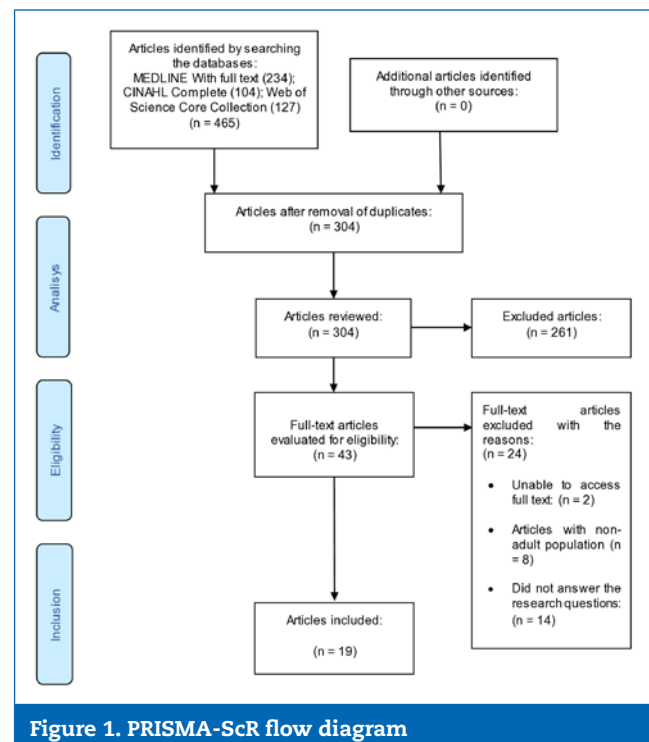 Identification
Articles identified by searching
the databases:
MEDLINE With full text (234);
CINAHL Complete (104); Web of
Science Core Collection (127)
(n = 465)
Additional articles identified
through other sources:
(n = 0)
Articles after removal of duplicates:
(n = 304)
Analisys
Articles reviewed:
(n = 304)
Excluded articles:
(n = 261)
Eligibility
Full-text articles
evaluated for eligibility:
(n = 43)
Full-text articles
excluded with the
reasons:
(n = 24)
• Unable to access
full text: (n = 2)
• Articles with non-
adult population (n
= 8)
• Did not answer the
research questions:
(n = 14)
Inclusion
Articles included:
(n = 19)
Figure 1. PRISMA-ScR flow diagram